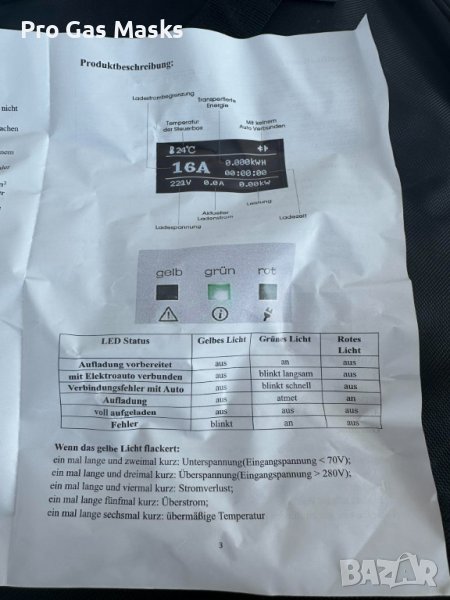 Pro Gas Masks
Produktbeschreibung:
nicht
achen
Ladestrombegrenzung
Transportierte
Energie
Temperatur
der Steuerbox
Mit keinem
Auto Verbunden
24°C
16A
0.000kWH
00:00:00
221V 0.0A 0.00kW
Leistung
Aktueller
Ladestrom
Ladezeit
Ladespannung
gelb grün rot
LED Status Gelbes Licht Grünes Licht Rotes
Licht
Aufladung vorbereitet aus an aus
mit Elektroauto verbunden aus blinkt langsam aus
Verbindungsfehler mit Auto aus blinkt schnell aus
Aufladung aus atmet an
voll aufgeladen aus aus aus
Fehler blinkt an aus
Wenn das gelbe Licht flackert:
ein mal lange und zweimal kurz: Unterspannung(Eingangspannung < 70V);
ein mal lange und dreimal kurz: Überspannung(Eingangspannung > 280V);
ein mal lange und viermal kurz: Stromverlust;
ein mal lange fünfmal kurz: Überstrom;
ein mal lange sechsmal kurz: übermäßige Temperatur
3
BAZAR